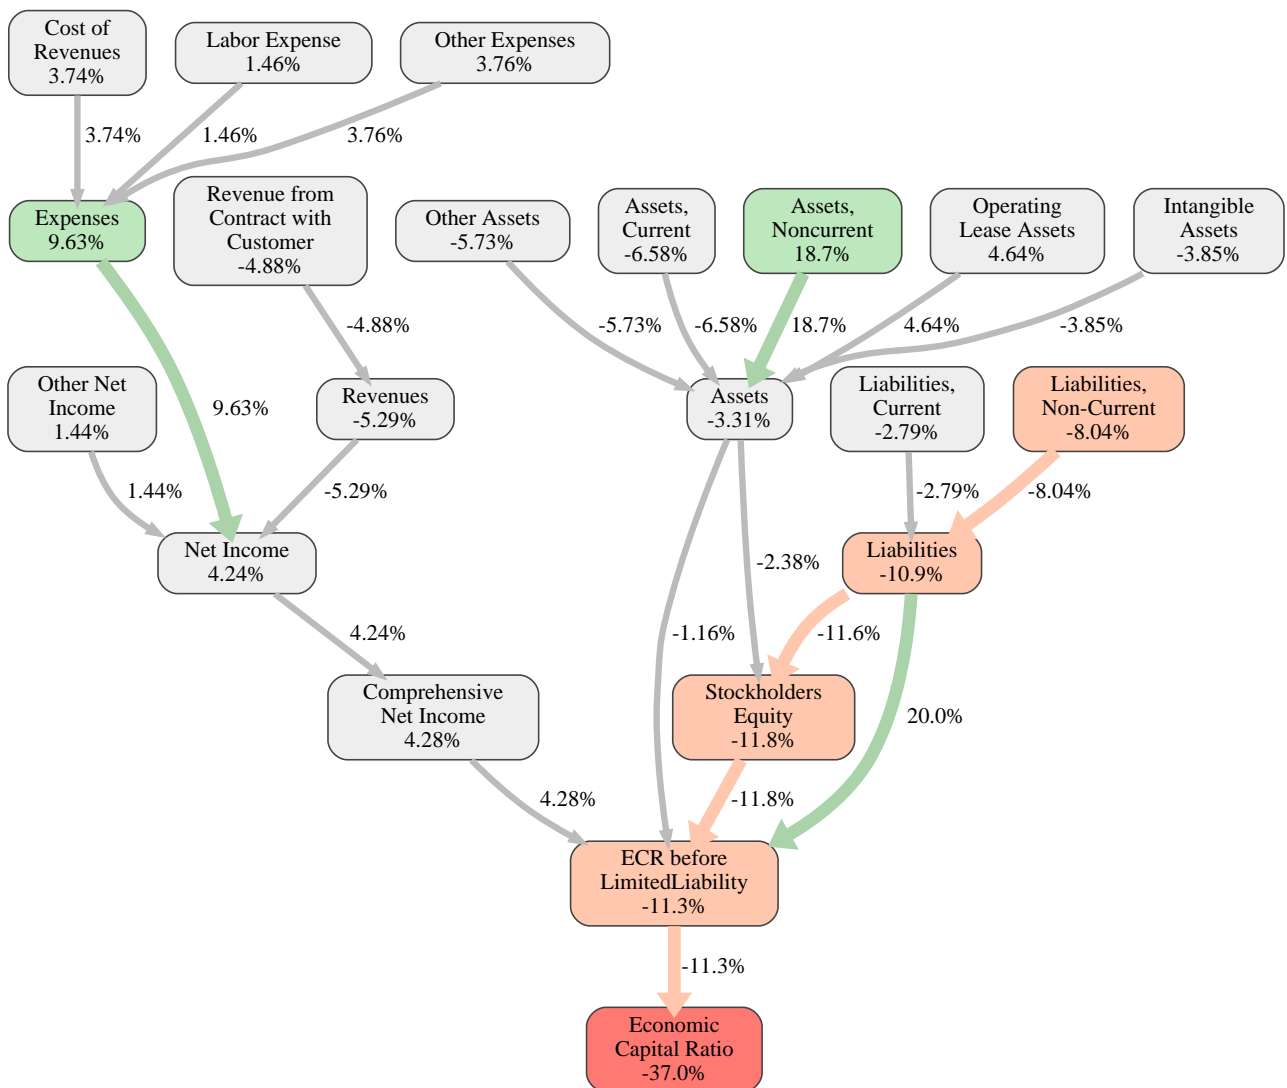 Cost of
Revenues
3.74%
Labor Expense
1.46%
Other Expenses
3.76%
3.74%
1.46%
3.76%
Expenses
9.63%
Revenue from
Contract with
Customer
-4.88%
Other Assets
-5.73%
Assets,
Current
-6.58%
Assets,
Noncurrent
18.7%
Operating
Lease Assets
4.64%
Intangible
Assets
-3.85%
-4.88%
-5.73%
-6.58%
18.7%
4.64%
-3.85%
Other Net
Income
1.44%
9.63%
Revenues
-5.29%
Assets
-3.31%
Liabilities,
Current
-2.79%
Liabilities,
Non-Current
-8.04%
1.44%
-5.29%
-2.79%
-8.04%
Net Income
4.24%
-2.38%
Liabilities
-10.9%
4.24%
-1.16%
-11.6%
Comprehensive
Net Income
4.28%
Stockholders
Equity
-11.8%
20.0%
4.28%
-11.8%
ECR before
LimitedLiability
-11.3%
-11.3%
Economic
Capital Ratio
-37.0%